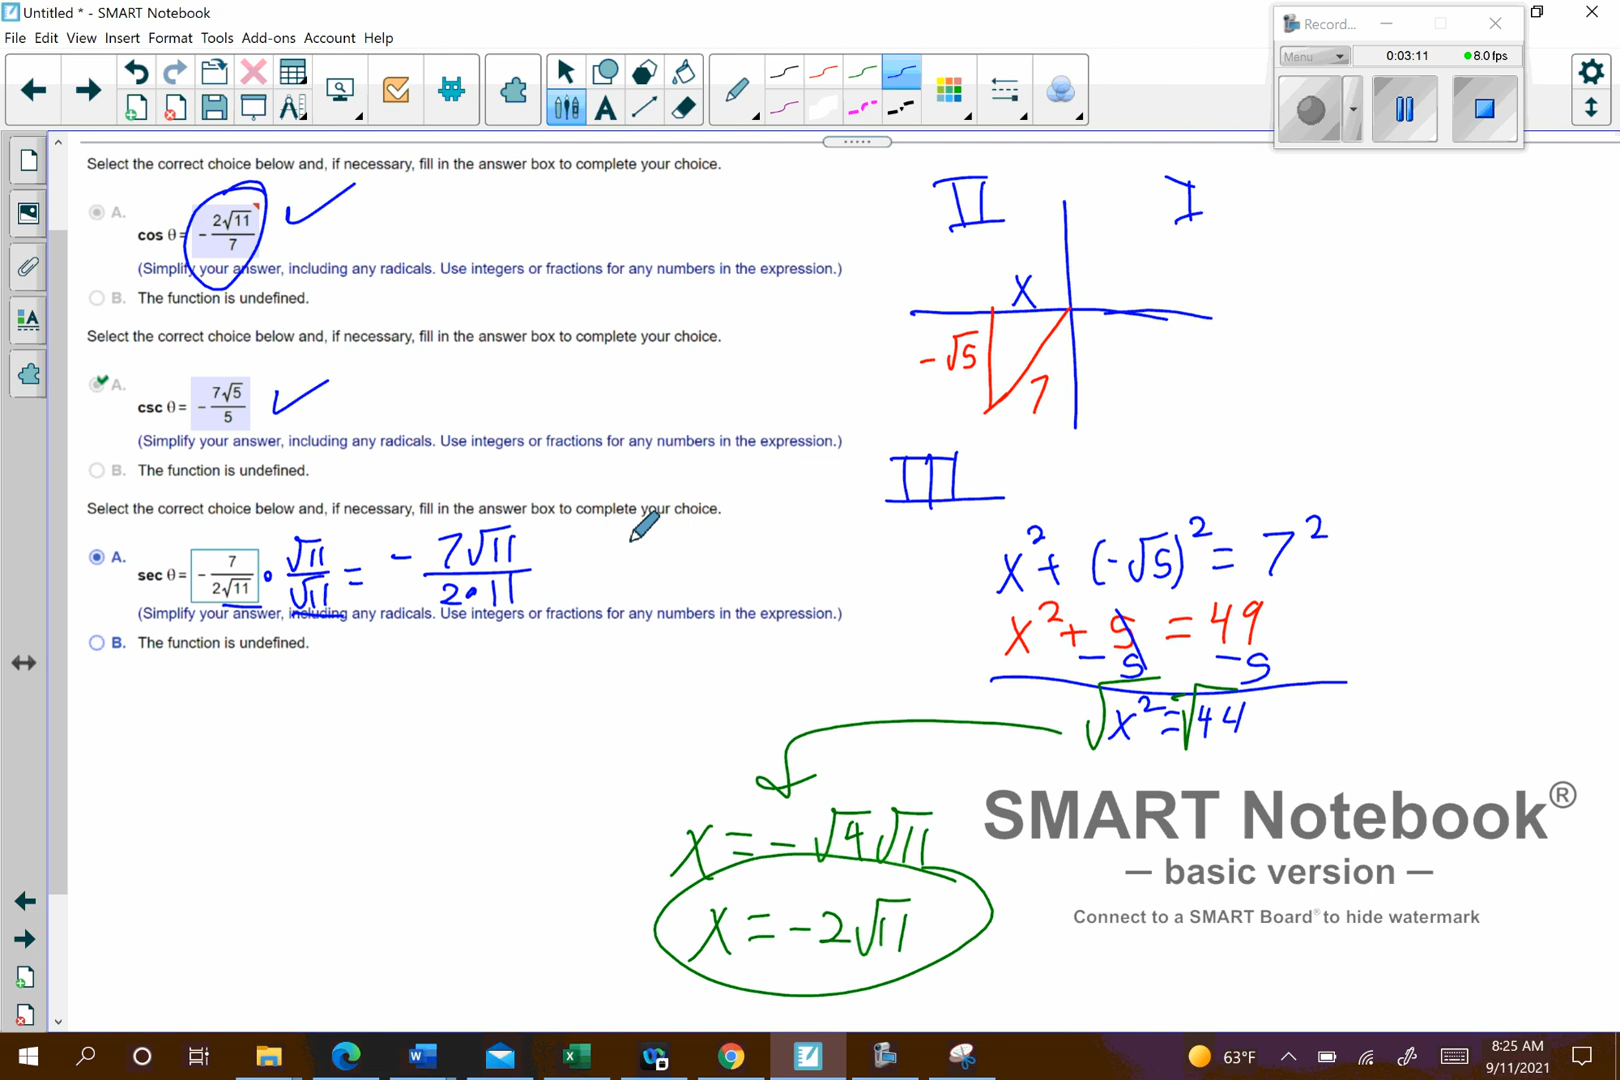 Untitled * - SMART Notebook
File Edit View Insert Format Tools Add-ons Account Help
Record...
Menu
0:03:11
8.0 fps
Select the correct choice below and, if necessary, fill in the answer box to complete your choice.
A.
cos θ = - 2√11 / 7
(Simplify your answer, including any radicals. Use integers or fractions for any numbers in the expression.)
B. The function is undefined.
Select the correct choice below and, if necessary, fill in the answer box to complete your choice.
A.
csc θ = - 7√5 / 5
(Simplify your answer, including any radicals. Use integers or fractions for any numbers in the expression.)
B. The function is undefined.
Select the correct choice below and, if necessary, fill in the answer box to complete your choice.
A.
sec θ = - 7 / 2√11 • √11 / √11 = - 7√11 / 2•11
(Simplify your answer, including any radicals. Use integers or fractions for any numbers in the expression.)
B. The function is undefined.
II I
X
-√5
7
III
x² + (-√5)² = 7²
x² + 5 = 49
- 5 - 5
√x² = √44
x = -√4 √11
x = -2√11
SMART Notebook®
— basic version —
Connect to a SMART Board® to hide watermark
63°F
8:25 AM
9/11/2021